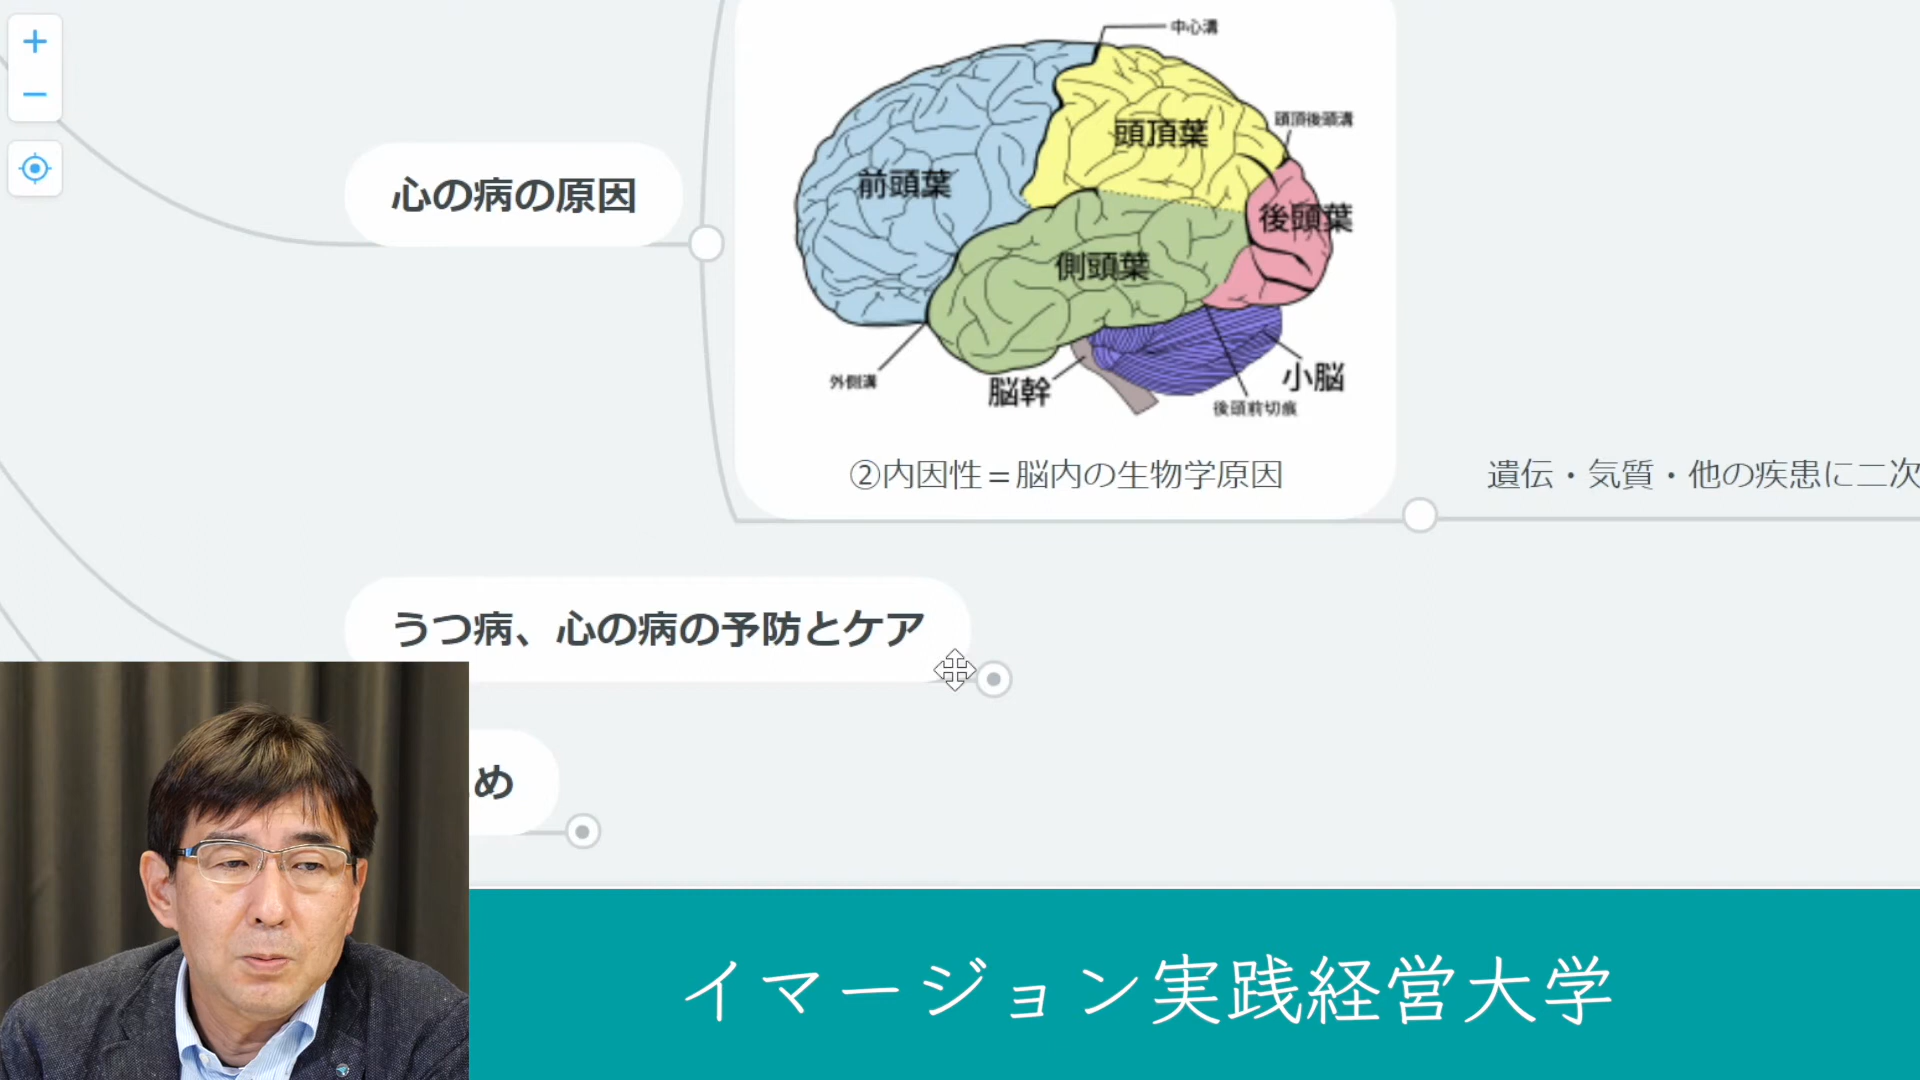 中心溝
頭頂葉
頭頂後頭溝
前頭葉
後頭葉
側頭葉
外側溝
脳幹
小脳
後頭前切痕
心の病の原因
②内因性＝脳内の生物学原因
遺伝・気質・他の疾患に二次
うつ病、心の病の予防とケア
め
イマージョン実践経営大学